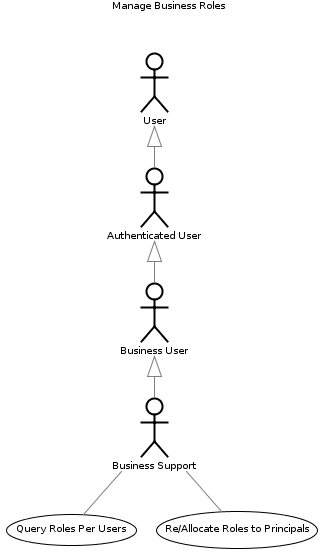 Manage Business Roles
User
Authenticated User
Business User
Business Support
Query Roles Per Users
Re/Allocate Roles to Principals